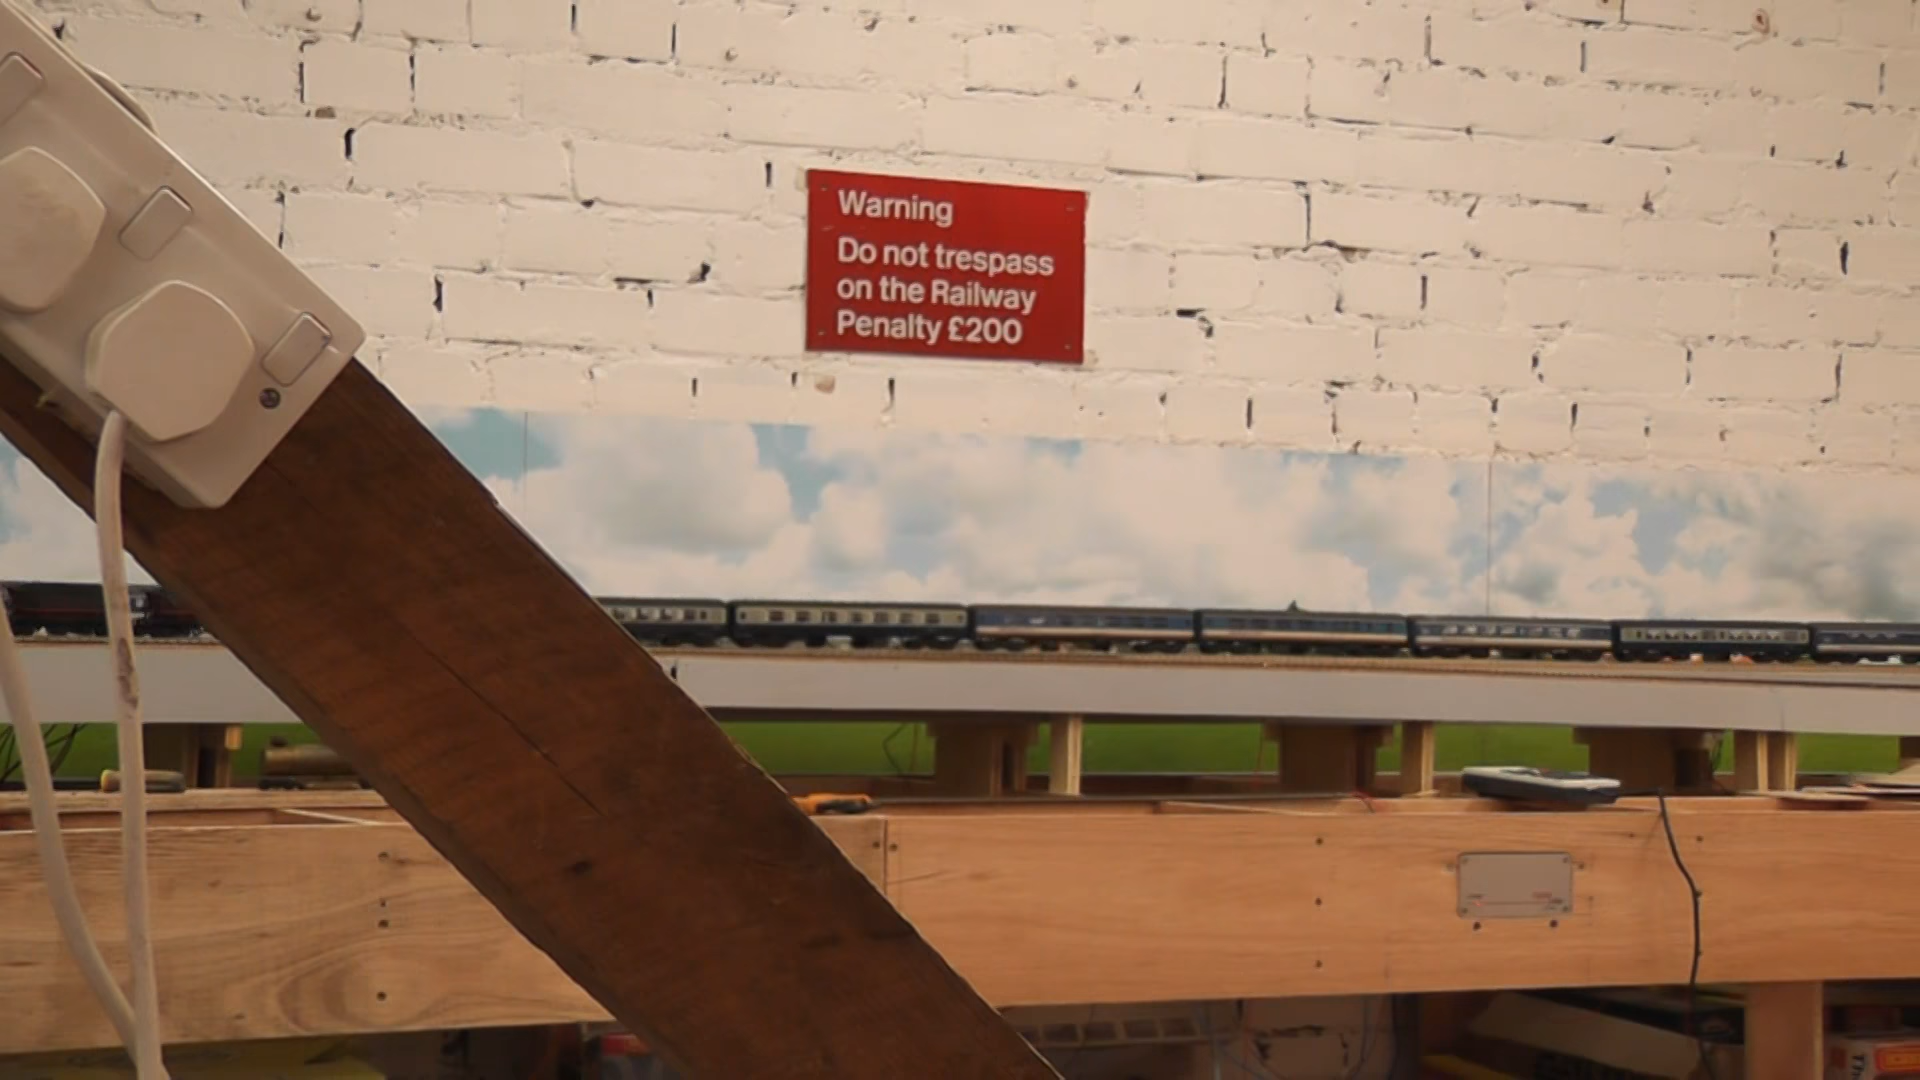 Warning
Do not trespass
on the Railway
Penalty £200